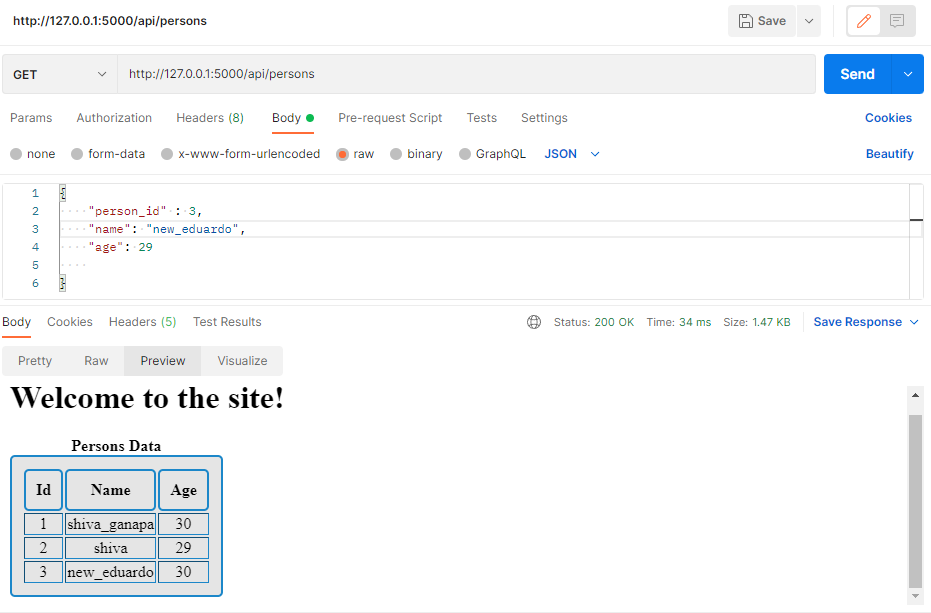 http://127.0.0.1:5000/api/persons
Save
GET
http://127.0.0.1:5000/api/persons
Send
Params Authorization Headers (8) Body Pre-request Script Tests Settings Cookies
none form-data x-www-form-urlencoded raw binary GraphQL JSON Beautify
1 {
2 "person_id" : 3,
3 "name": "new_eduardo",
4 "age": 29
5
6 }
Body Cookies Headers (5) Test Results Status: 200 OK Time: 34 ms Size: 1.47 KB Save Response
Pretty Raw Preview Visualize
Welcome to the site!
Persons Data
Id Name Age
1 shiva_ganapa 30
2 shiva 29
3 new_eduardo 30